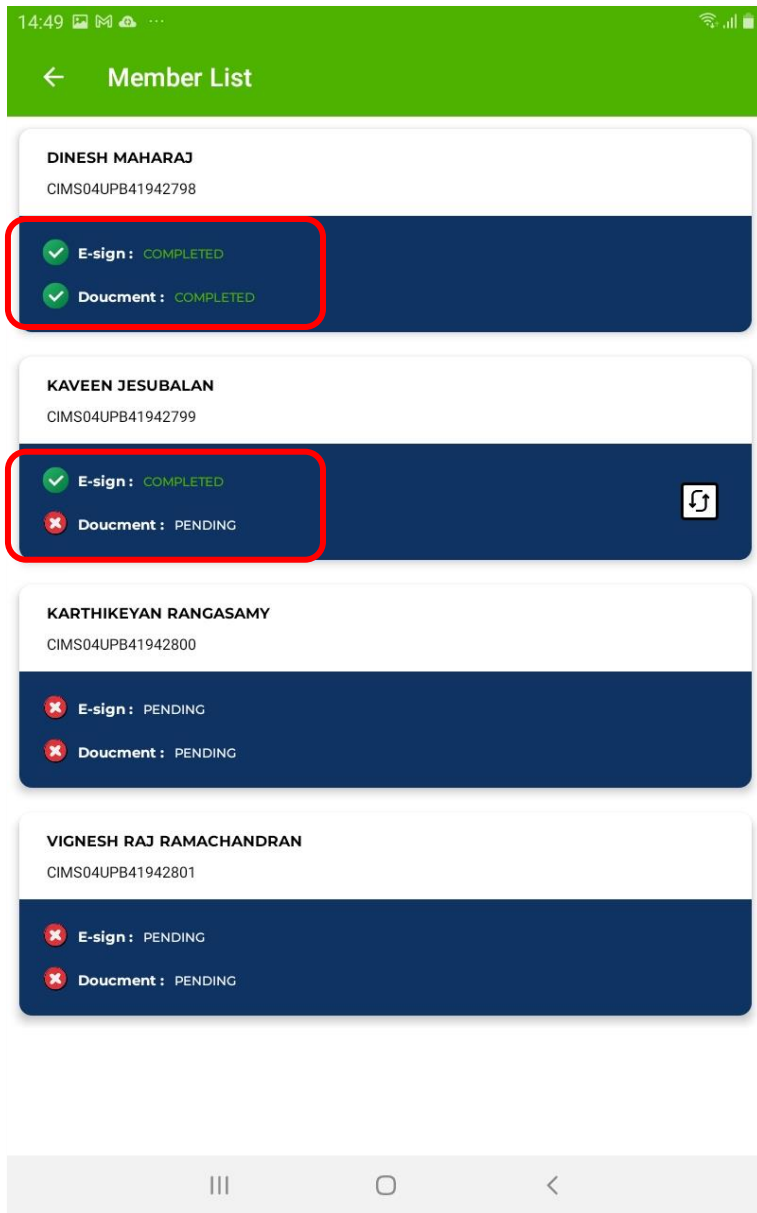 14:49
Member List
DINESH MAHARAJ
CIMS04UPB41942798
E-sign : COMPLETED
Doucment : COMPLETED
KAVEEN JESUBALAN
CIMS04UPB41942799
E-sign : COMPLETED
Doucment : PENDING
KARTHIKEYAN RANGASAMY
CIMS04UPB41942800
E-sign : PENDING
Doucment : PENDING
VIGNESH RAJ RAMACHANDRAN
CIMS04UPB41942801
E-sign : PENDING
Doucment : PENDING